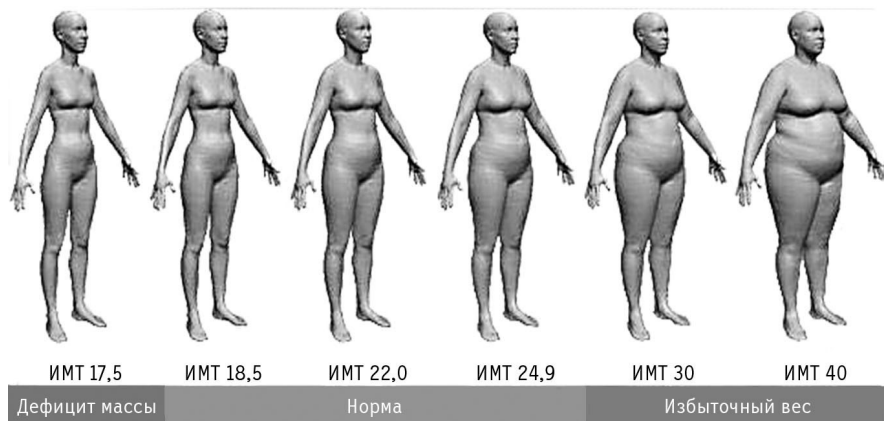 ИМТ 17,5 ИМТ 18,5 ИМТ 22,0 ИМТ 24,9 ИМТ 30 ИМТ 40
Дефицит массы Норма Избыточный вес